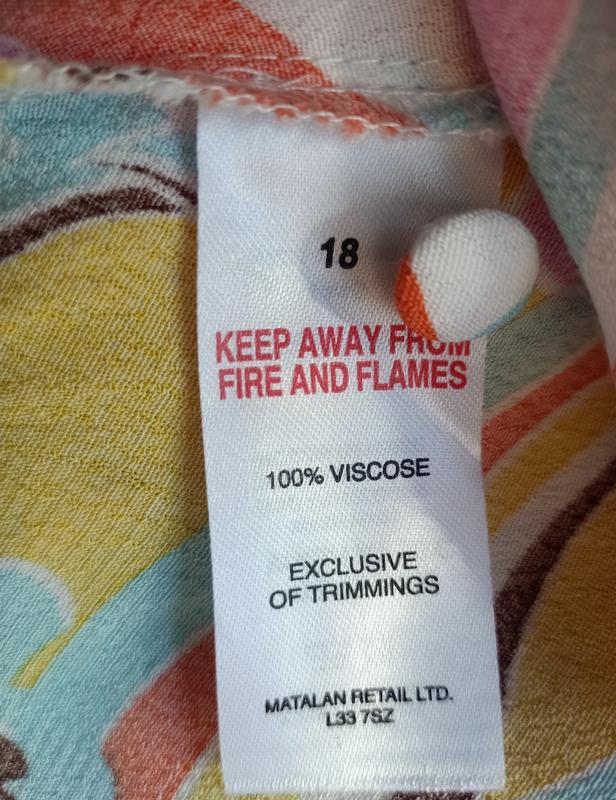 18
KEEP AWAY FROM
FIRE AND FLAMES
100% VISCOSE
EXCLUSIVE
OF TRIMMINGS
MATALAN RETAIL LTD.
L33 7SZ